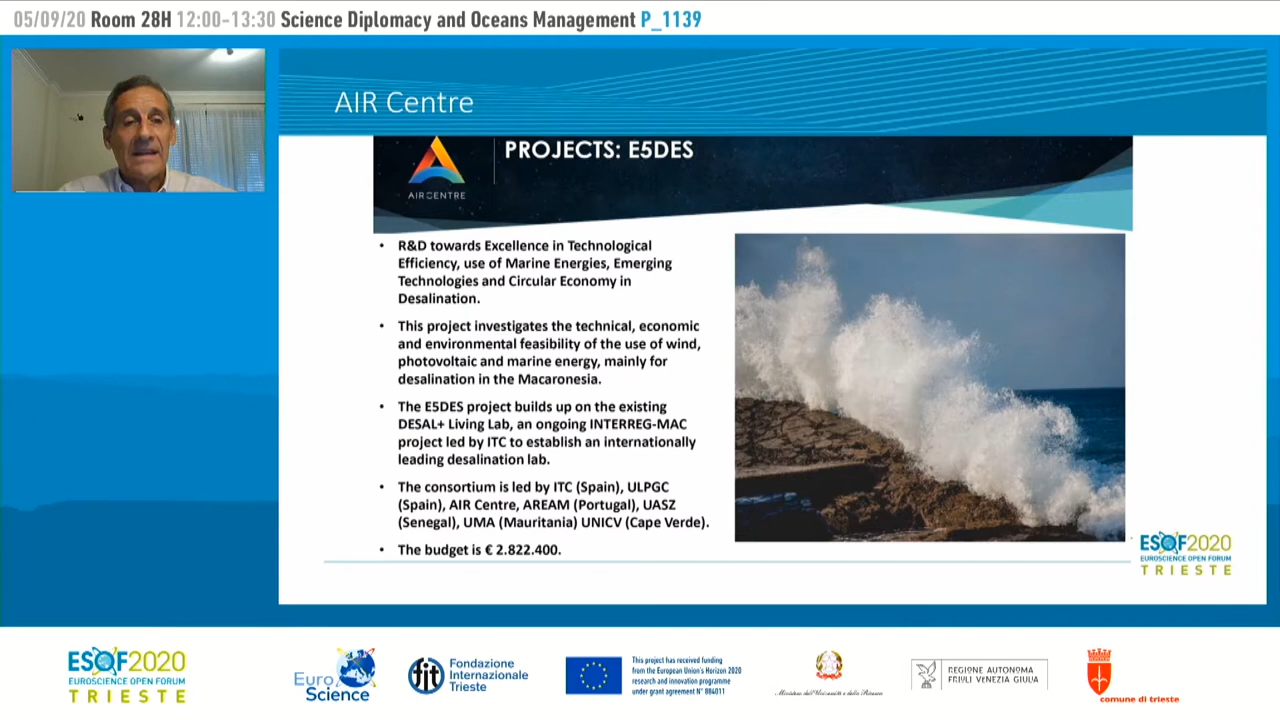 05/09/20 Room 28H 12:00-13:30 Science Diplomacy and Oceans Management P_1139
AIR Centre
PROJECTS: E5DES
AIRCENTRE
• R&D towards Excellence in Technological
Efficiency, use of Marine Energies, Emerging
Technologies and Circular Economy in
Desalination.
• This project investigates the technical, economic
and environmental feasibility of the use of wind,
photovoltaic and marine energy, mainly for
desalination in the Macaronesia.
• The E5DES project builds up on the existing
DESAL+ Living Lab, an ongoing INTERREG-MAC
project led by ITC to establish an internationally
leading desalination lab.
• The consortium is led by ITC (Spain), ULPGC
(Spain), AIR Centre, AREAM (Portugal), UASZ
(Senegal), UMA (Mauritania) UNICV (Cape Verde).
• The budget is € 2.822.400.
ESOF2020
EUROSCIENCE OPEN FORUM
TRIESTE
ESOF2020
EUROSCIENCE OPEN FORUM
TRIESTE
Euro
Science
fit
Fondazione
Internazionale
Trieste
This project has received funding
from the European Union's Horizon 2020
research and innovation programme
under grant agreement N° 884011
Ministero dell'Università e della Ricerca
REGIONE AUTONOMA
FRIULI VENEZIA GIULIA
comune di trieste